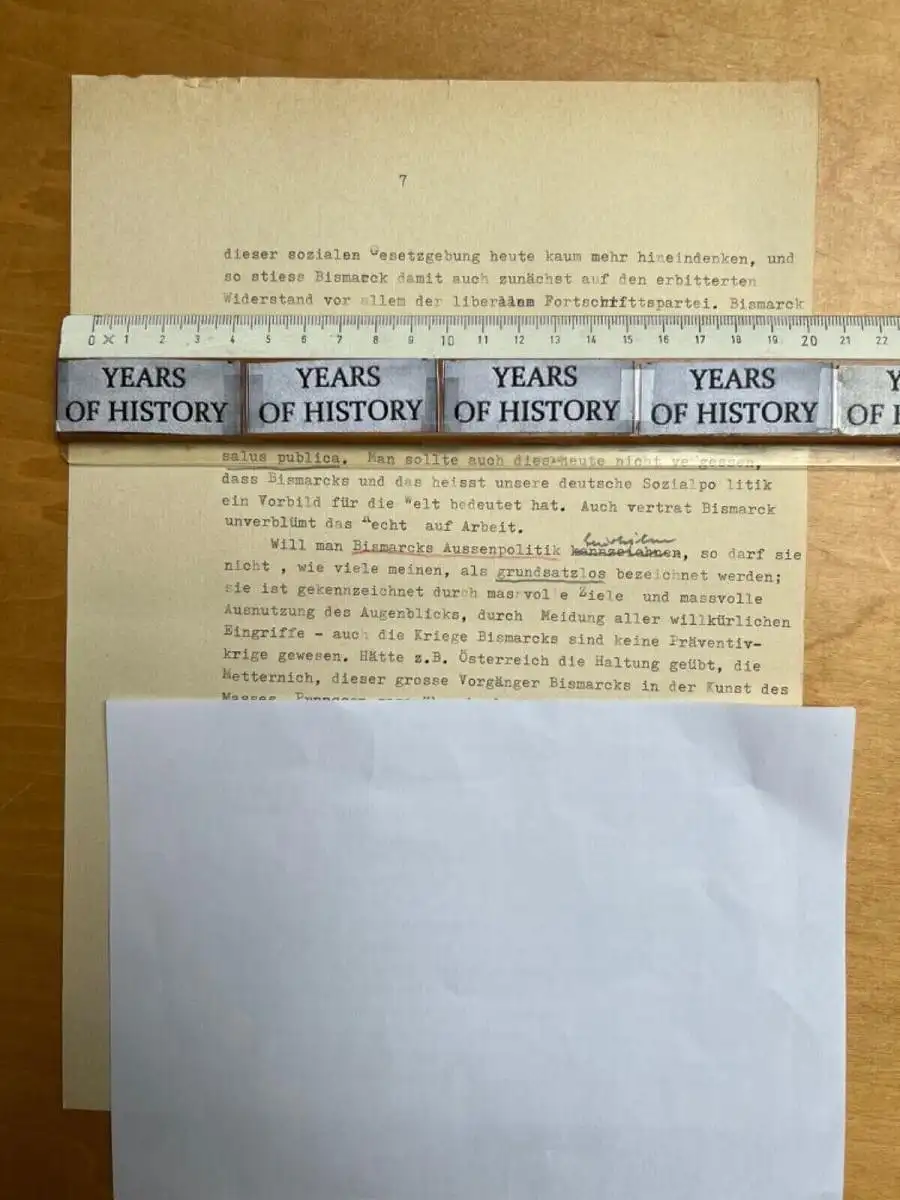 7
dieser sozialen Gesetzgebung heute kaum mehr hineindenken, und
so stiess Bismarck damit auch zunächst auf den erbitterten
Widerstand vor allem der liberalen Fortschrittspartei. Bismarck
0 1 2 3 4 5 6 7 8 9 10 11 12 13 14 15 16 17 18 19 20 21 22
YEARS YEARS YEARS YEARS Y
OF HISTORY OF HISTORY OF HISTORY OF HISTORY OF
salus publica. Man sollte auch dies heute nicht vergessen,
dass Bismarcks und das heisst unsere deutsche Sozialpo litik
ein Vorbild für die Welt bedeutet hat. Auch vertrat Bismarck
unverblümt das Recht auf Arbeit.
Will man Bismarcks Aussenpolitik kennzeichnen, so darf sie
nicht , wie viele meinen, als grundsatzlos bezeichnet werden;
sie ist gekennzeichnet durch massvolle Ziele und massvolle
Ausnutzung des Augenblicks, durch Meidung aller willkürlichen
Eingriffe - auch die Kriege Bismarcks sind keine Präventiv-
krige gewesen. Hätte z.B. Österreich die Haltung geübt, die
Metternich, dieser grosse Vorgänger Bismarcks in der Kunst des